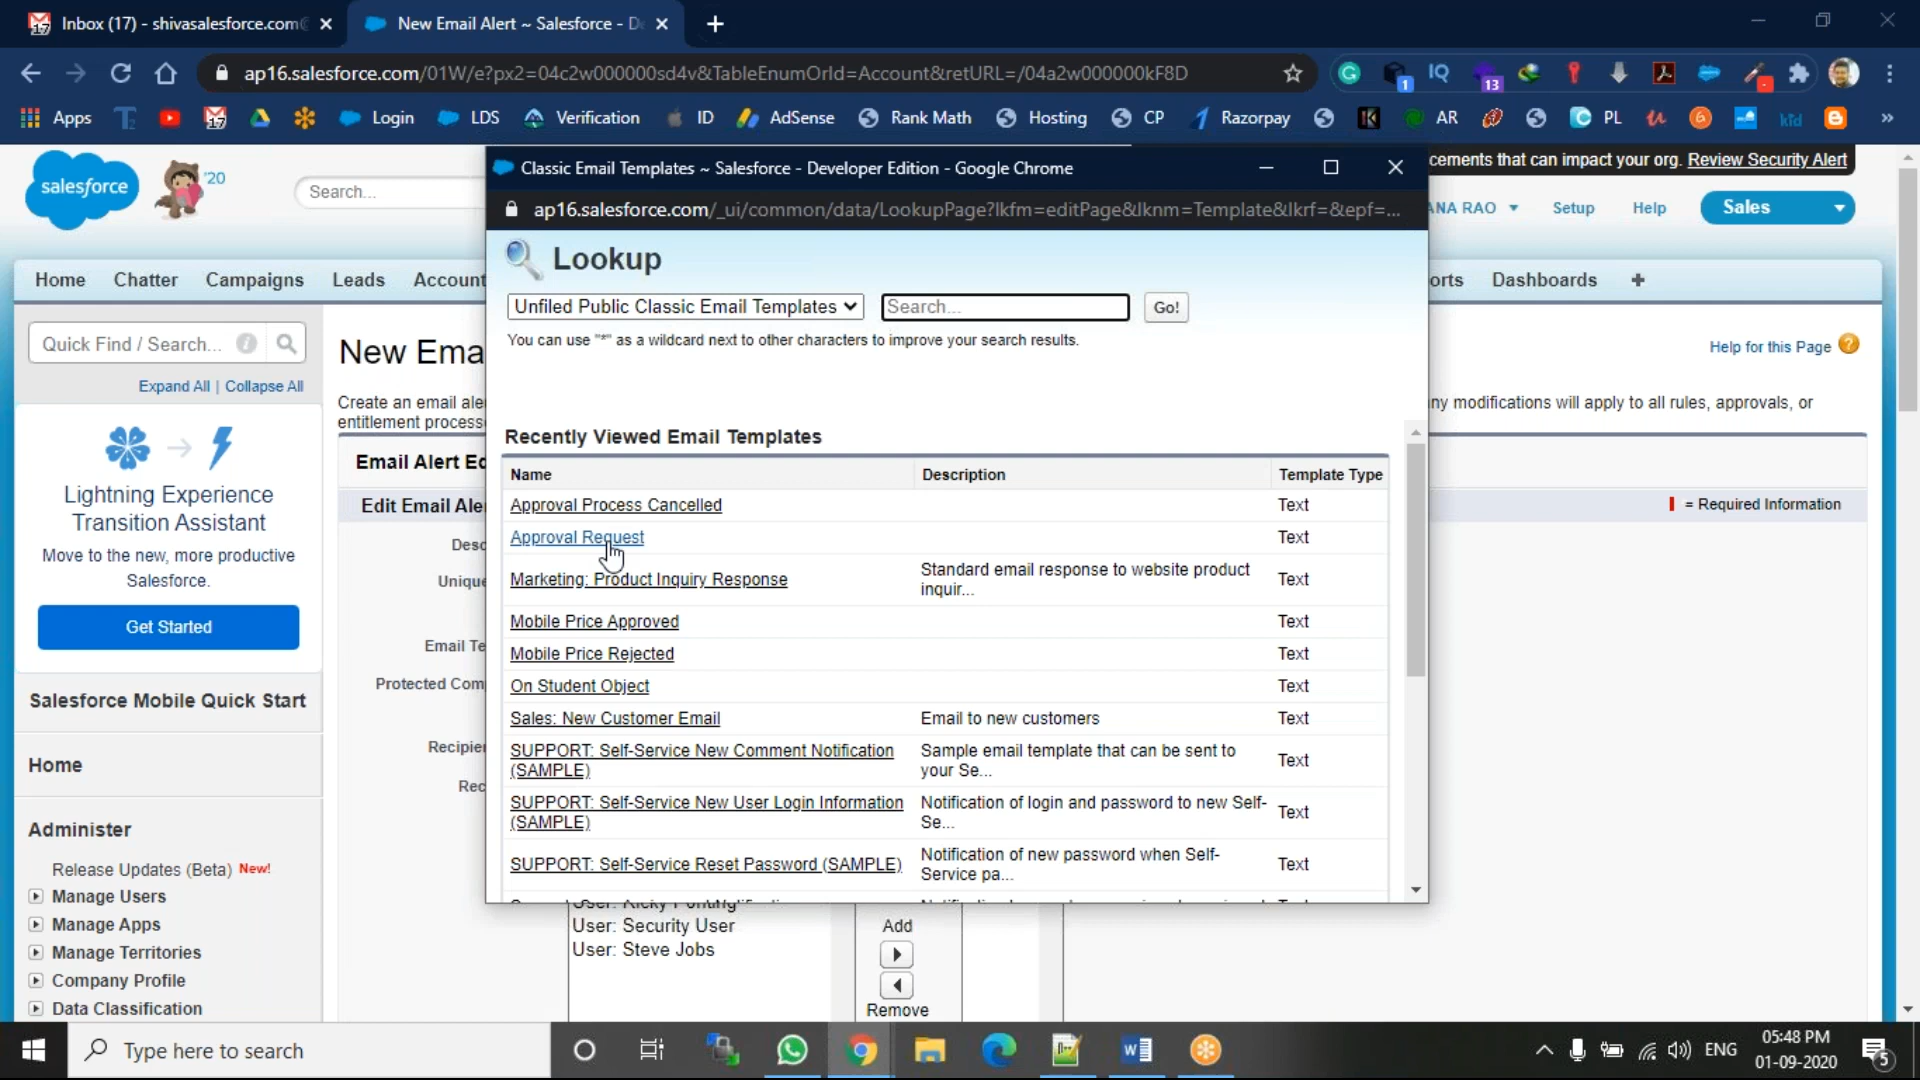 Inbox (17) - shivasalesforce.com
New Email Alert ~ Salesforce - D
ap16.salesforce.com/01W/e?px2=04c2w000000sd4v&TableEnumOrId=Account&retURL=/04a2w000000kF8D
1
IQ
13
Apps
17
Login
LDS
Verification
ID
AdSense
Rank Math
Hosting
CP
Razorpay
AR
PL
kfd
»
salesforce
'20
Search...
Classic Email Templates ~ Salesforce - Developer Edition - Google Chrome
cements that can impact your org. Review Security Alert
ap16.salesforce.com/_ui/common/data/LookupPage?lkfm=editPage&lknm=Template&lkrf=&epf=...
ANA RAO
Setup
Help
Sales
Lookup
Home
Chatter
Campaigns
Leads
Account
orts
Dashboards
Unfiled Public Classic Email Templates
Search...
Go!
You can use "*" as a wildcard next to other characters to improve your search results.
Quick Find / Search...
Expand All | Collapse All
New Ema
Help for this Page
Create an email ale
ny modifications will apply to all rules, approvals, or
entitlement process
Recently Viewed Email Templates
Email Alert Ed
Edit Email Ale
= Required Information
Name
Description
Template Type
Approval Process Cancelled
Text
Approval Request
Text
Marketing: Product Inquiry Response
Standard email response to website product
inquir...
Text
Mobile Price Approved
Text
Mobile Price Rejected
Text
On Student Object
Text
Sales: New Customer Email
Email to new customers
Text
SUPPORT: Self-Service New Comment Notification
(SAMPLE)
Sample email template that can be sent to
your Se...
Text
SUPPORT: Self-Service New User Login Information
(SAMPLE)
Notification of login and password to new Self-
Se...
Text
SUPPORT: Self-Service Reset Password (SAMPLE)
Notification of new password when Self-
Service pa...
Text
Desc
Unique
Email Te
Protected Com
Recipie
Rec
Lightning Experience
Transition Assistant
Move to the new, more productive
Salesforce.
Get Started
Salesforce Mobile Quick Start
Home
Administer
Release Updates (Beta) New!
Manage Users
Manage Apps
Manage Territories
Company Profile
Data Classification
User: Security User
User: Steve Jobs
Add
Remove
Type here to search
ENG
05:48 PM
01-09-2020
5